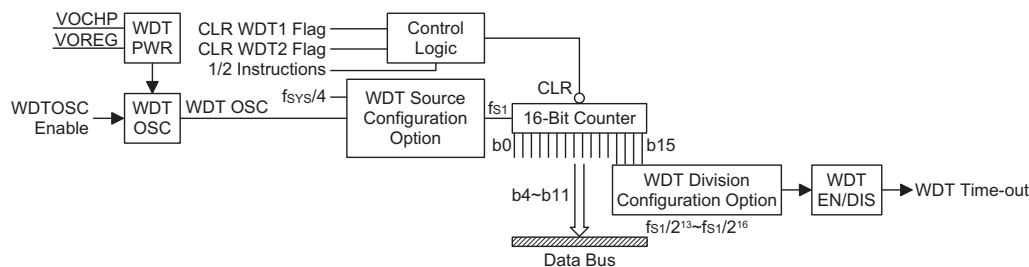 VOCHP
VOREG
WDT
PWR
CLR WDT1 Flag
CLR WDT2 Flag
1/2 Instructions
Control
Logic
WDTOSC
Enable
WDT
OSC
WDT OSC
fSYS/4
WDT Source
Configuration
Option
fS1
CLR
16-Bit Counter
b0
b15
b4~b11
WDT Division
Configuration Option
fS1/2¹³~fS1/2¹⁶
WDT
EN/DIS
WDT Time-out
Data Bus